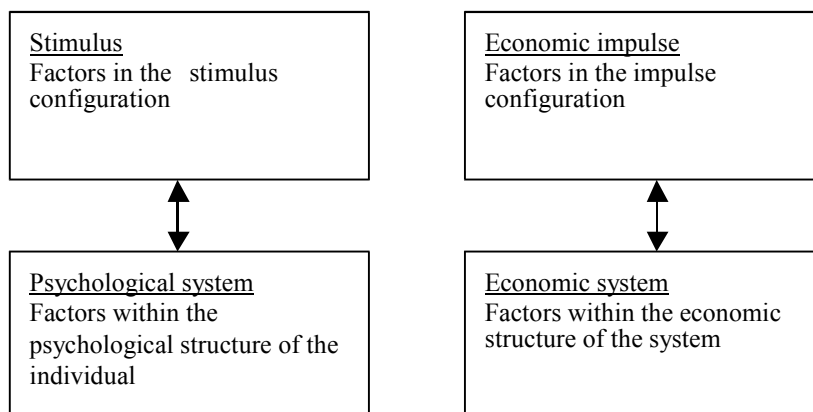 Stimulus
Factors in the stimulus
configuration
Economic impulse
Factors in the impulse
configuration
Psychological system
Factors within the
psychological structure of the
individual
Economic system
Factors within the economic
structure of the system